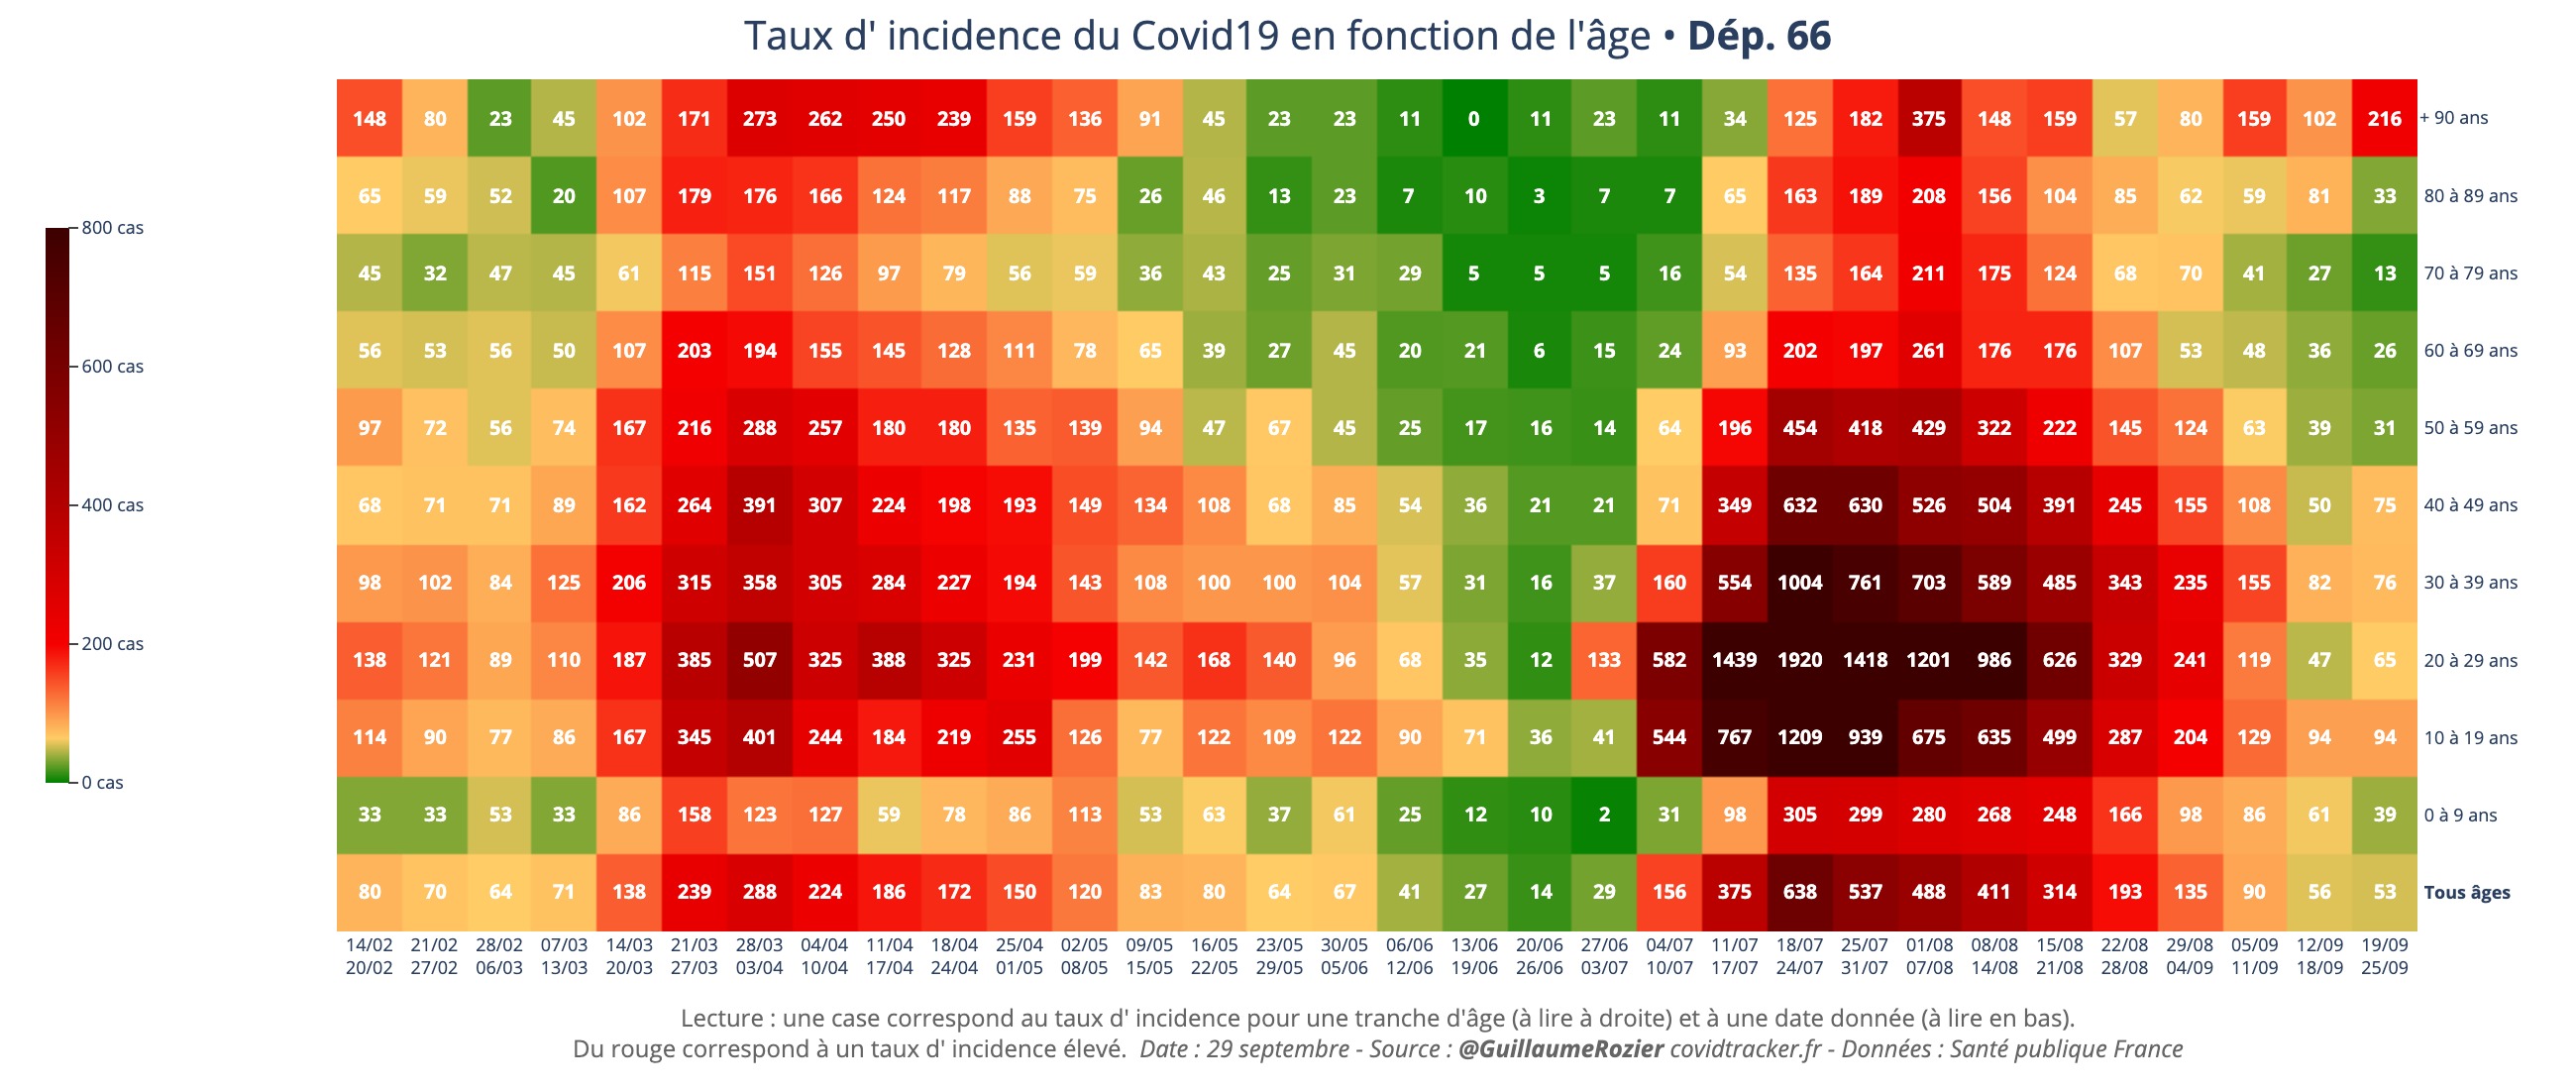 Taux d' incidence du Covid19 en fonction de l'âge • Dép. 66
800 cas
600 cas
400 cas
200 cas
0 cas
148 80 23 45 102 171 273 262 250 239 159 136 91 45 23 23 11 0 11 23 11 34 125 182 375 148 159 57 80 159 102 216 + 90 ans
65 59 52 20 107 179 176 166 124 117 88 75 26 46 13 23 7 10 3 7 7 65 163 189 208 156 104 85 62 59 81 33 80 à 89 ans
45 32 47 45 61 115 151 126 97 79 56 59 36 43 25 31 29 5 5 5 16 54 135 164 211 175 124 68 70 41 27 13 70 à 79 ans
56 53 56 50 107 203 194 155 145 128 111 78 65 39 27 45 20 21 6 15 24 93 202 197 261 176 176 107 53 48 36 26 60 à 69 ans
97 72 56 74 167 216 288 257 180 180 135 139 94 47 67 45 25 17 16 14 64 196 454 418 429 322 222 145 124 63 39 31 50 à 59 ans
68 71 71 89 162 264 391 307 224 198 193 149 134 108 68 85 54 36 21 21 71 349 632 630 526 504 391 245 155 108 50 75 40 à 49 ans
98 102 84 125 206 315 358 305 284 227 194 143 108 100 100 104 57 31 16 37 160 554 1004 761 703 589 485 343 235 155 82 76 30 à 39 ans
138 121 89 110 187 385 507 325 388 325 231 199 142 168 140 96 68 35 12 133 582 1439 1920 1418 1201 986 626 329 241 119 47 65 20 à 29 ans
114 90 77 86 167 345 401 244 184 219 255 126 77 122 109 122 90 71 36 41 544 767 1209 939 675 635 499 287 204 129 94 94 10 à 19 ans
33 33 53 33 86 158 123 127 59 78 86 113 53 63 37 61 25 12 10 2 31 98 305 299 280 268 248 166 98 86 61 39 0 à 9 ans
80 70 64 71 138 239 288 224 186 172 150 120 83 80 64 67 41 27 14 29 156 375 638 537 488 411 314 193 135 90 56 53 Tous âges
14/02 21/02 28/02 07/03 14/03 21/03 28/03 04/04 11/04 18/04 25/04 02/05 09/05 16/05 23/05 30/05 06/06 13/06 20/06 27/06 04/07 11/07 18/07 25/07 01/08 08/08 15/08 22/08 29/08 05/09 12/09 19/09
20/02 27/02 06/03 13/03 20/03 27/03 03/04 10/04 17/04 24/04 01/05 08/05 15/05 22/05 29/05 05/06 12/06 19/06 26/06 03/07 10/07 17/07 24/07 31/07 07/08 14/08 21/08 28/08 04/09 11/09 18/09 25/09
Lecture : une case correspond au taux d' incidence pour une tranche d'âge (à lire à droite) et à une date donnée (à lire en bas).
Du rouge correspond à un taux d' incidence élevé. Date : 29 septembre - Source : @GuillaumeRozier covidtracker.fr - Données : Santé publique France